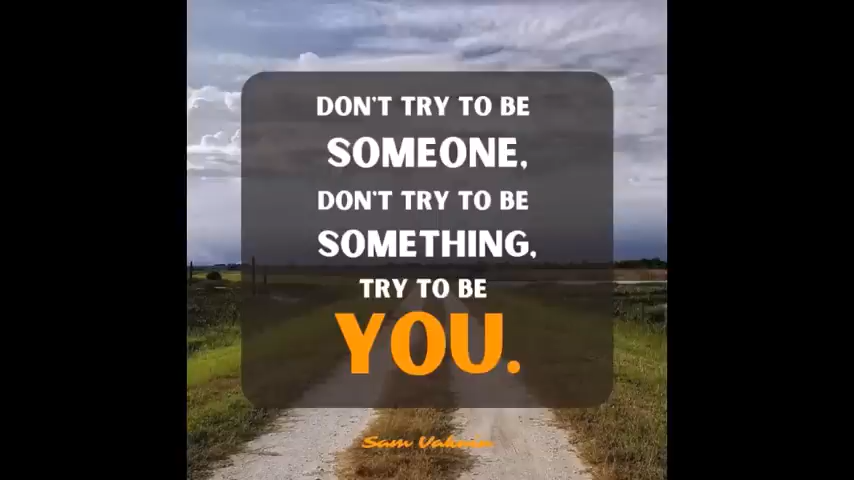 DON'T TRY TO BE
SOMEONE,
DON'T TRY TO BE
SOMETHING,
TRY TO BE
YOU.
Sam Vaknin